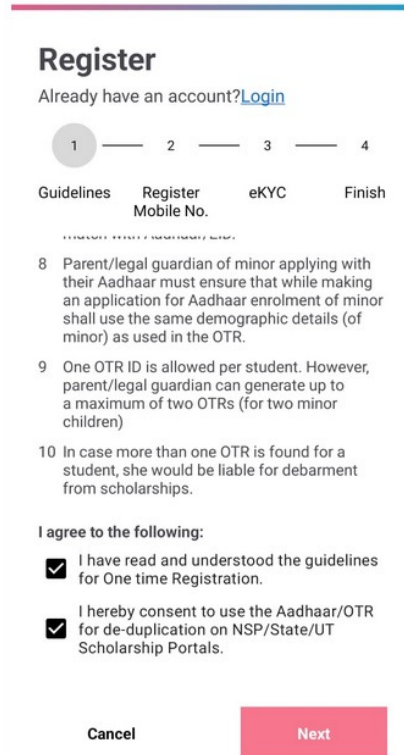 Register
Already have an account?Login
1 2 3 4
Guidelines Register eKYC Finish
Mobile No.
match with Aadhaar/EID.
8 Parent/legal guardian of minor applying with
their Aadhaar must ensure that while making
an application for Aadhaar enrolment of minor
shall use the same demographic details (of
minor) as used in the OTR.
9 One OTR ID is allowed per student. However,
parent/legal guardian can generate up to
a maximum of two OTRs (for two minor
children)
10 In case more than one OTR is found for a
student, she would be liable for debarment
from scholarships.
I agree to the following:
I have read and understood the guidelines
for One time Registration.
I hereby consent to use the Aadhaar/OTR
for de-duplication on NSP/State/UT
Scholarship Portals.
Cancel Next